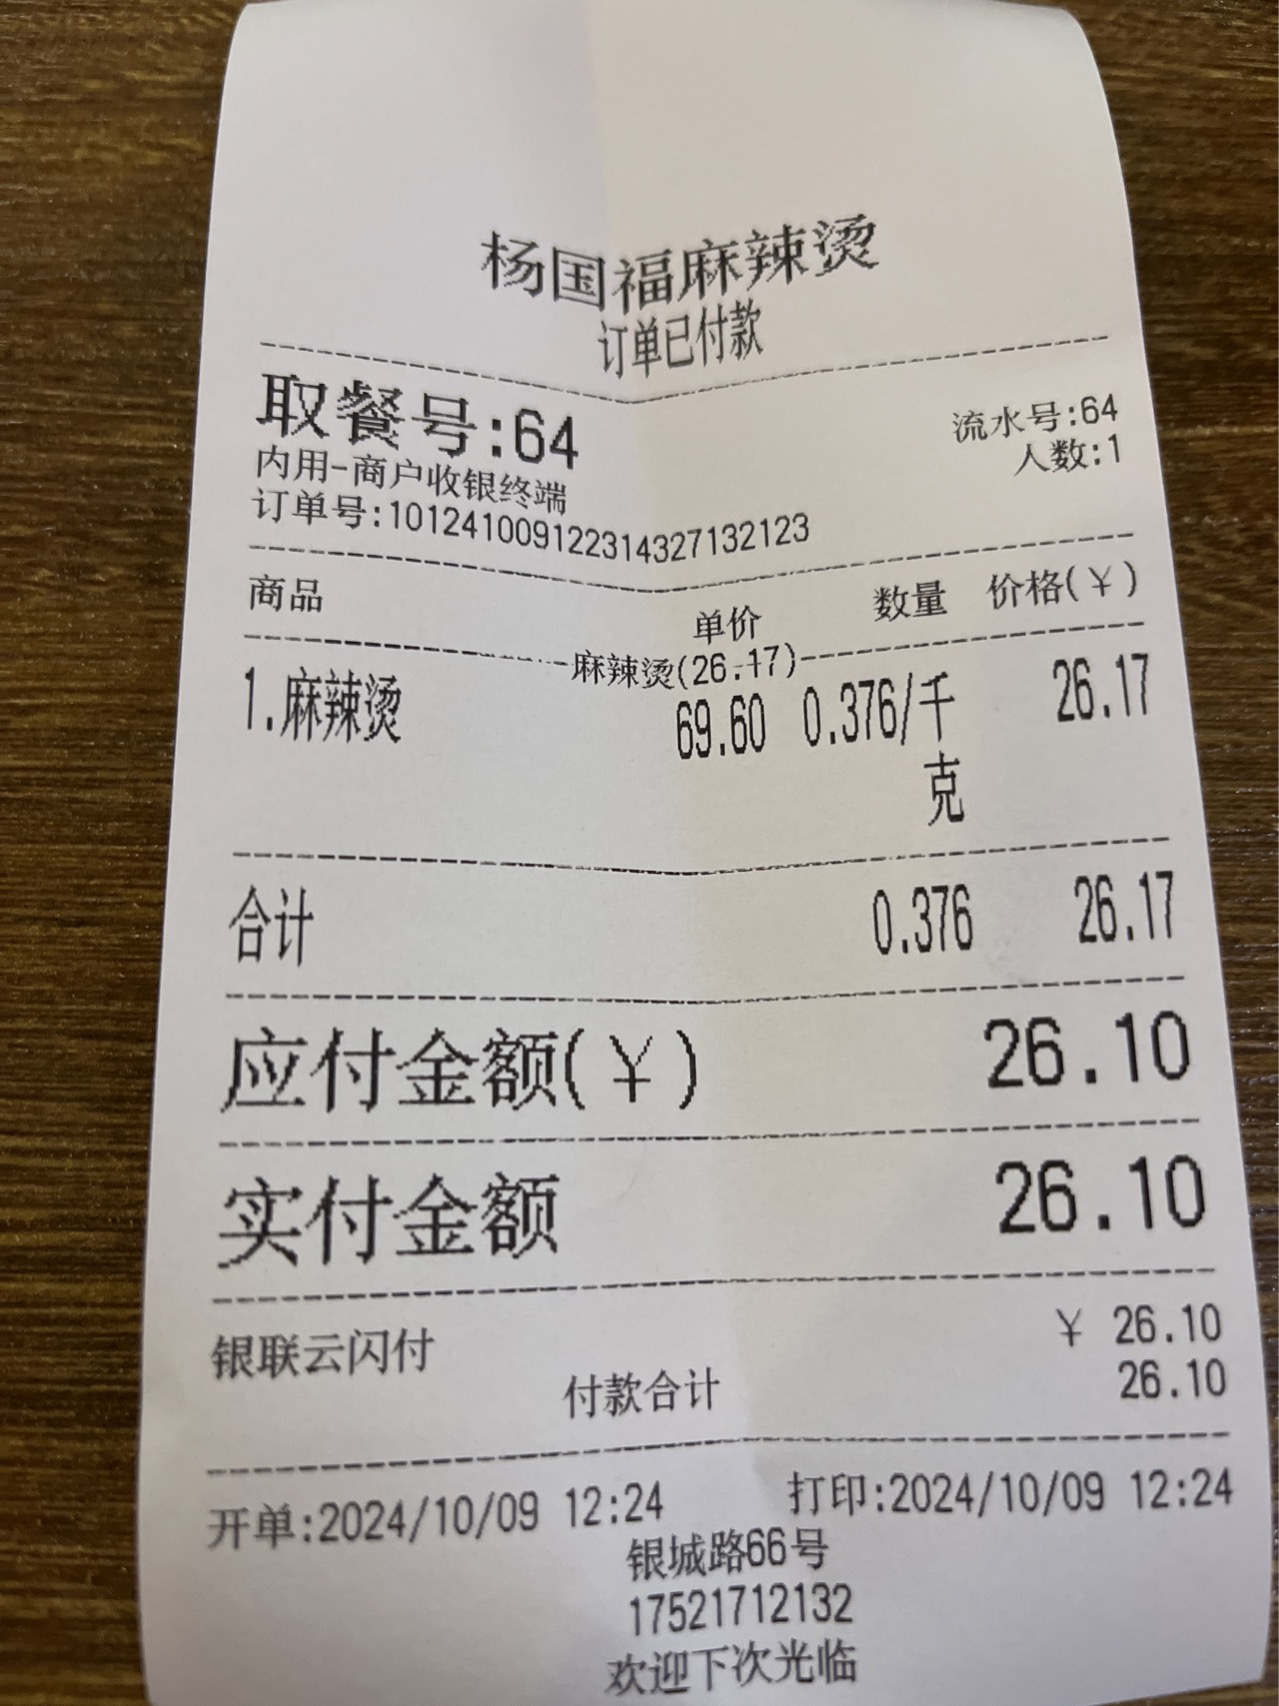 杨国福麻辣烫
订单已付款
取餐号:64 流水号:64
内用-商户收银终端 人数:1
订单号:101241009122314327132123
商品 单价 数量 价格(¥)
麻辣烫(26.17)
1.麻辣烫 69.60 0.376/千 26.17
克
合计 0.376 26.17
应付金额(¥) 26.10
实付金额 26.10
银联云闪付 ¥ 26.10
付款合计 26.10
开单:2024/10/09 12:24 打印:2024/10/09 12:24
银城路66号
17521712132
欢迎下次光临